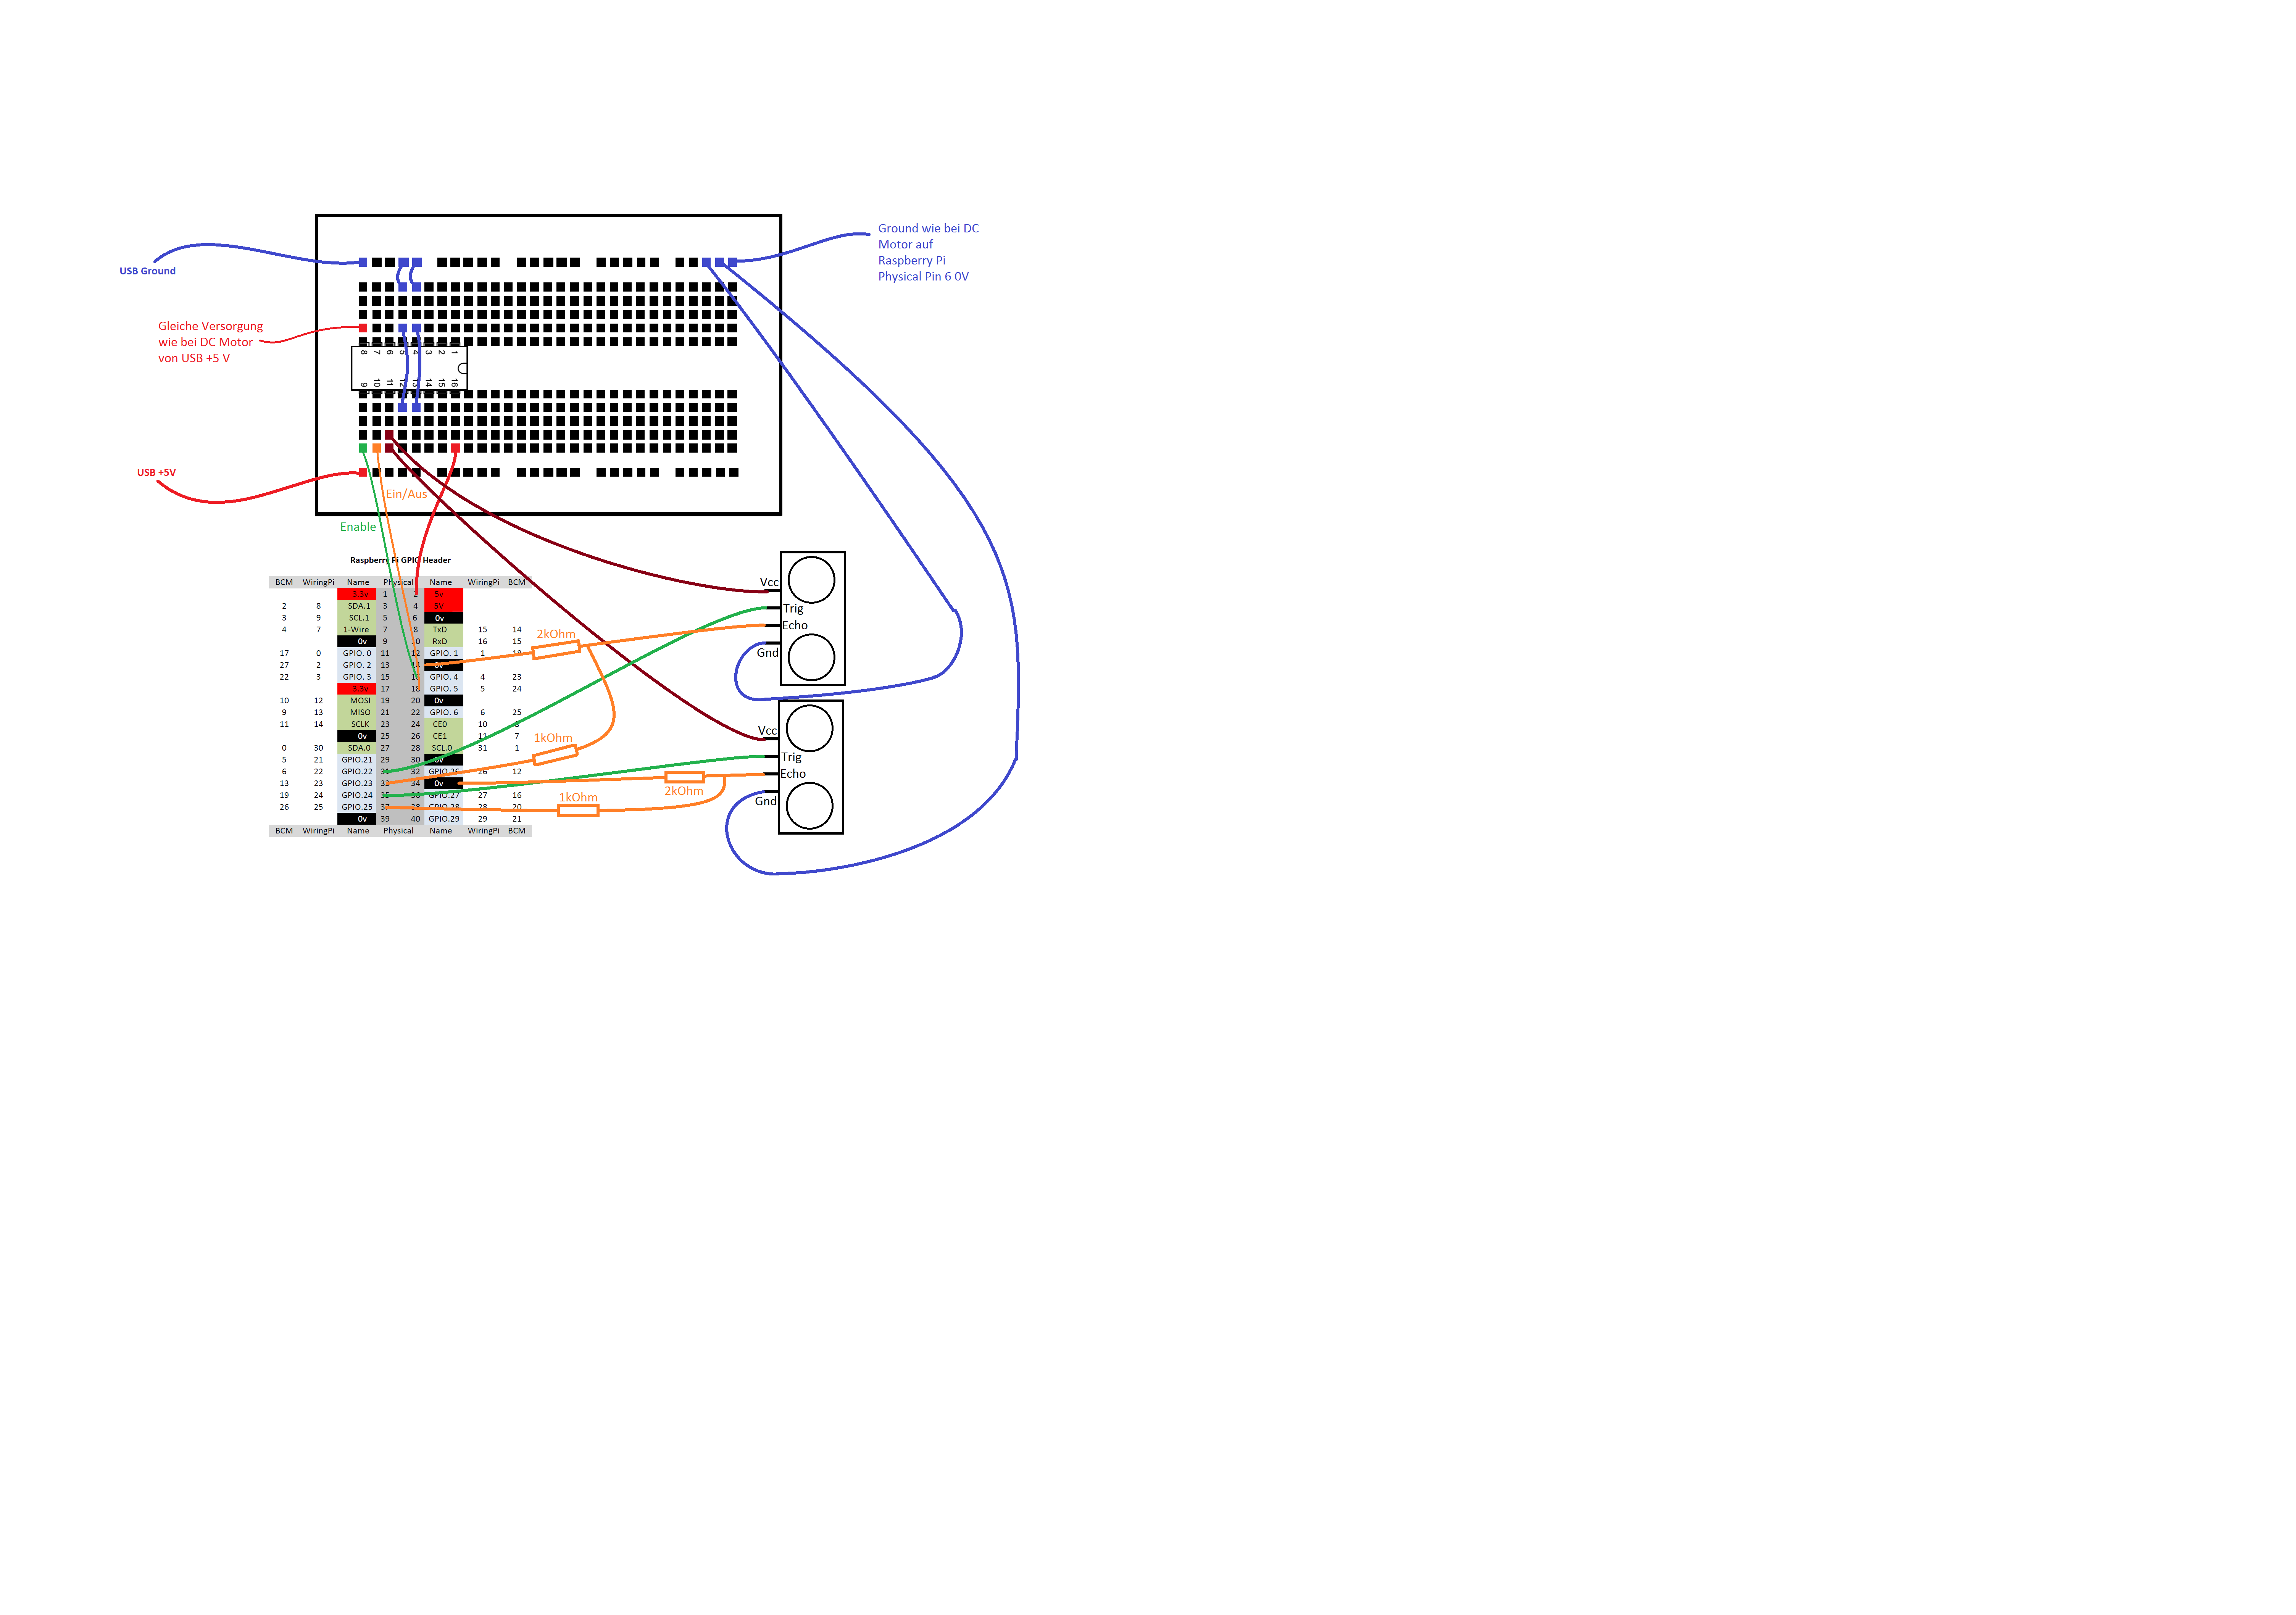 Ground wie bei DC
Motor auf
Raspberry Pi
Physical Pin 6 0V
USB Ground
Gleiche Versorgung
wie bei DC Motor
von USB +5 V
8 7 6 5 4 3 2 1
9 10 11 12 13 14 15 16
USB +5V
Ein/Aus
Enable
Raspberry Pi GPIO Header
BCM WiringPi Name Physical Name WiringPi BCM
3.3v 1 2 5v
2 8 SDA.1 3 4 5V
3 9 SCL.1 5 6 0v
4 7 1-Wire 7 8 TxD 15 14
0v 9 10 RxD 16 15
17 0 GPIO. 0 11 12 GPIO. 1 1 18
27 2 GPIO. 2 13 14 0v
22 3 GPIO. 3 15 GPIO. 4 4 23
3.3v 17 18 GPIO. 5 5 24
10 12 MOSI 19 20 0v
9 13 MISO 21 22 GPIO. 6 6 25
11 14 SCLK 23 24 CE0 10
0v 25 26 CE1 11 7
0 30 SDA.0 27 28 SCL.0 31 1
5 21 GPIO.21 29 30 0v
6 22 GPIO.22 31 32 GPIO.26 26 12
13 23 GPIO.23 33 34 0v
19 24 GPIO.24 35 36 GPIO.27 27 16
26 25 GPIO.25 37 38 GPIO.28 28 20
0v 39 40 GPIO.29 29 21
BCM WiringPi Name Physical Name WiringPi BCM
2kOhm
1kOhm
Vcc
Trig
Echo
Gnd
2kOhm
1kOhm
Vcc
Trig
Echo
Gnd